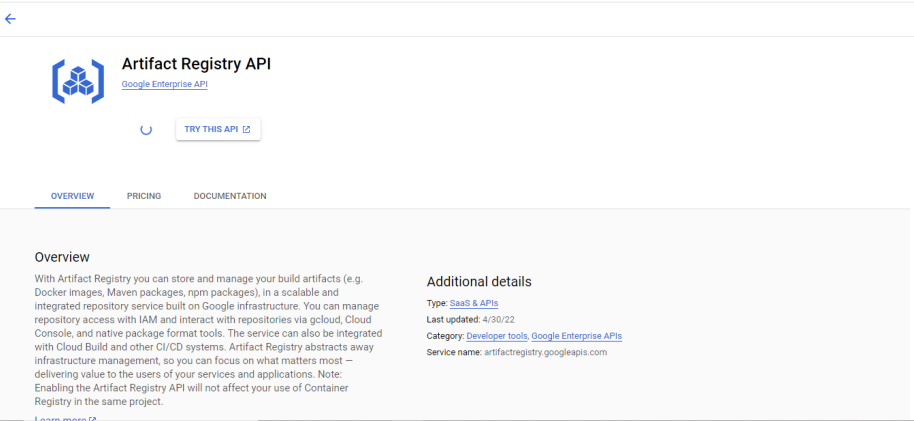 Artifact Registry API
Google Enterprise API
TRY THIS API
OVERVIEW PRICING DOCUMENTATION
Overview
With Artifact Registry you can store and manage your build artifacts (e.g.
Docker images, Maven packages, npm packages), in a scalable and
integrated repository service built on Google infrastructure. You can manage
repository access with IAM and interact with repositories via gcloud, Cloud
Console, and native package format tools. The service can also be integrated
with Cloud Build and other CI/CD systems. Artifact Registry abstracts away
infrastructure management, so you can focus on what matters most —
delivering value to the users of your services and applications. Note:
Enabling the Artifact Registry API will not affect your use of Container
Registry in the same project.
Learn more
Additional details
Type: SaaS & APIs
Last updated: 4/30/22
Category: Developer tools, Google Enterprise APIs
Service name: artifactregistry.googleapis.com